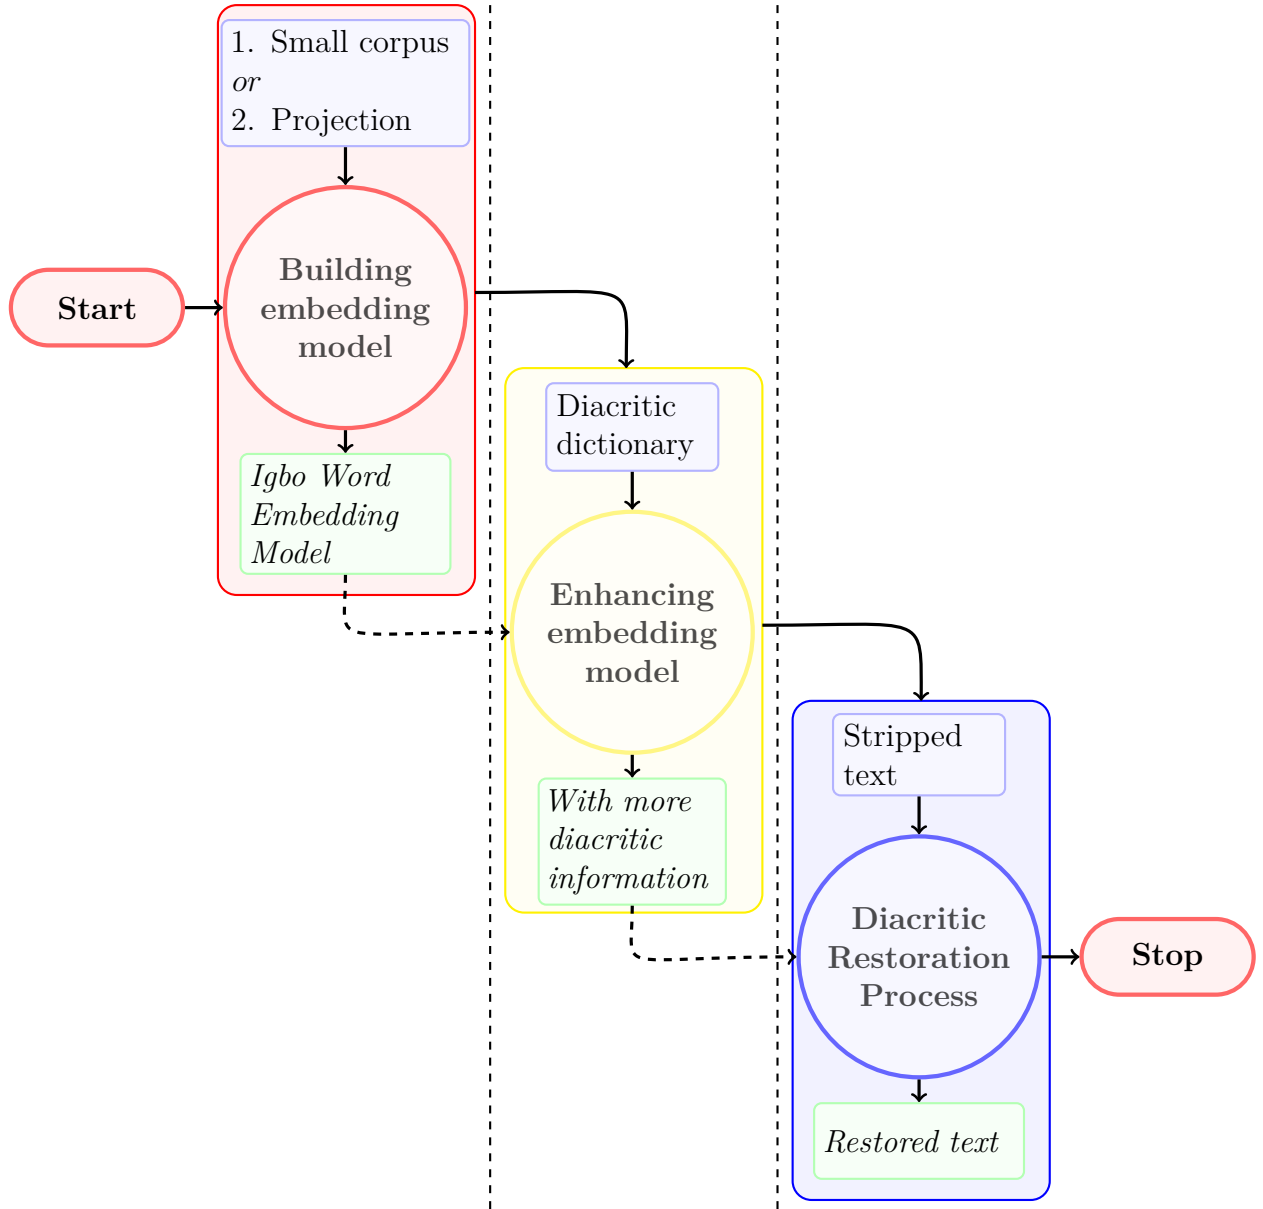 1. Small corpus
or
2. Projection
Start
Building
embedding
model
Igbo Word
Embedding
Model
Diacritic
dictionary
Enhancing
embedding
model
With more
diacritic
information
Stripped
text
Diacritic
Restoration
Process
Stop
Restored text